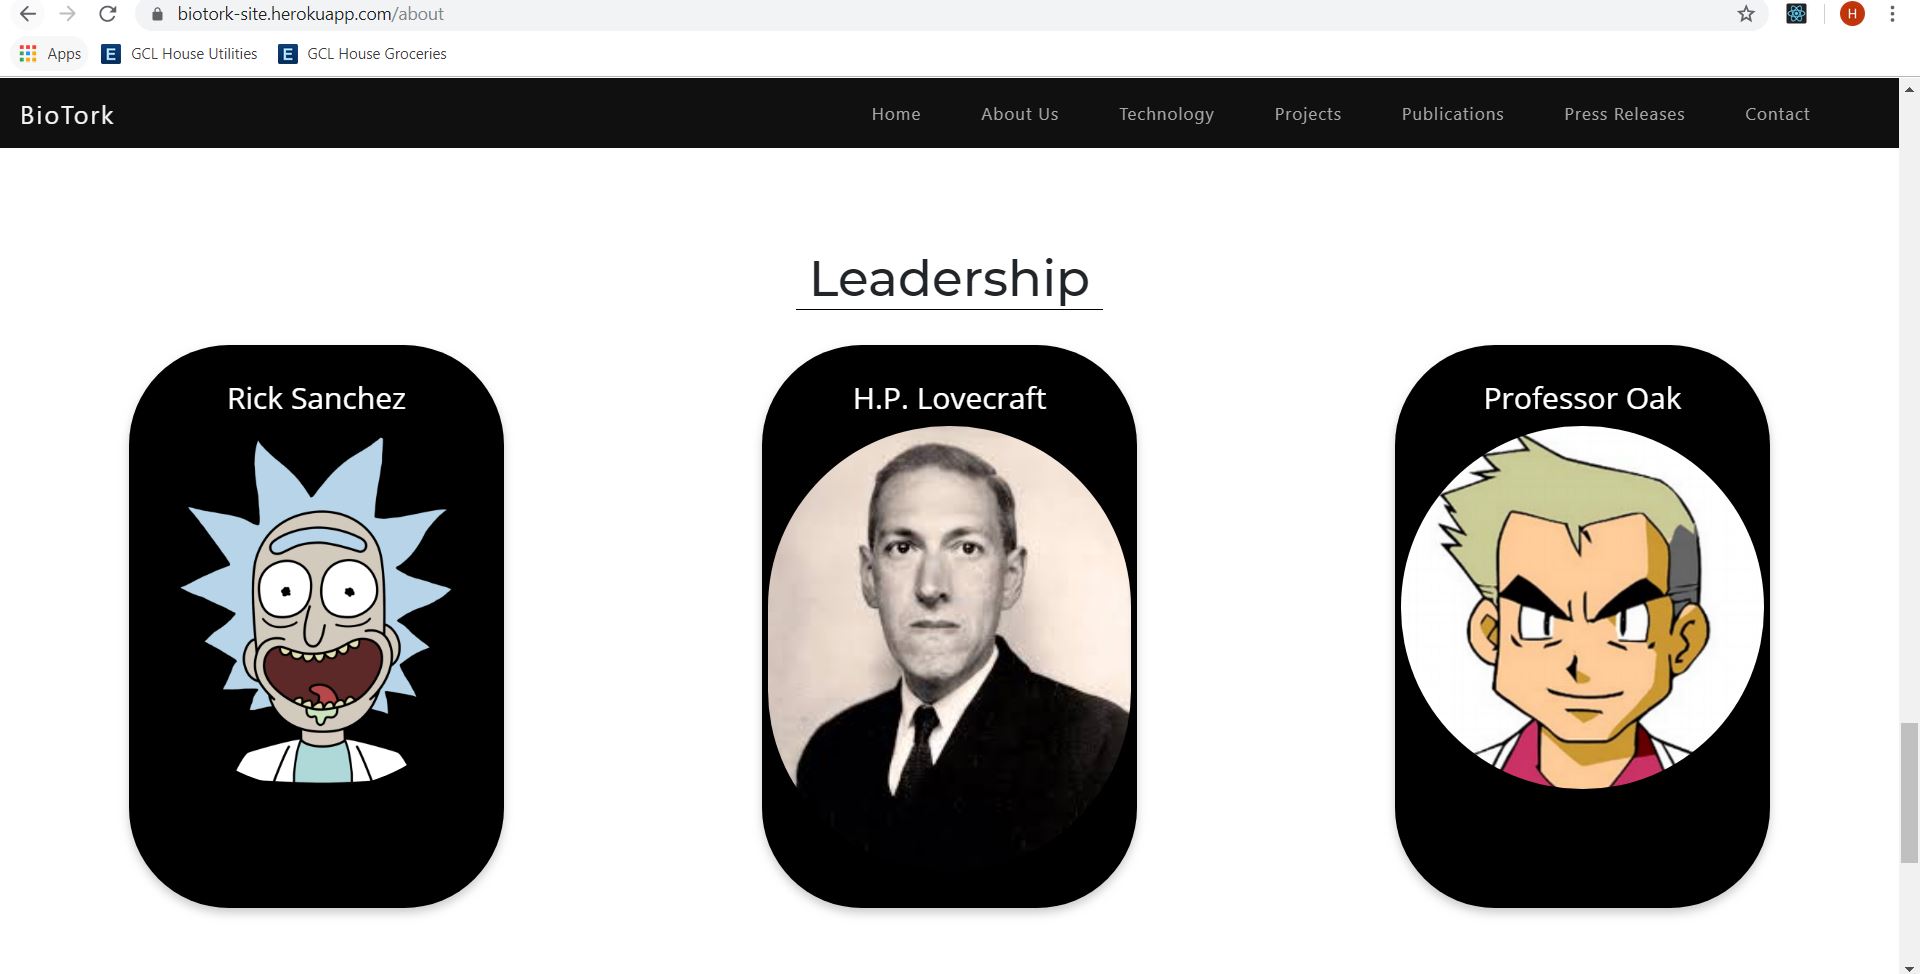 biotork-site.herokuapp.com/about
H
Apps
E GCL House Utilities
E GCL House Groceries
BioTork
Home About Us Technology Projects Publications Press Releases Contact
Leadership
Rick Sanchez
H.P. Lovecraft
Professor Oak